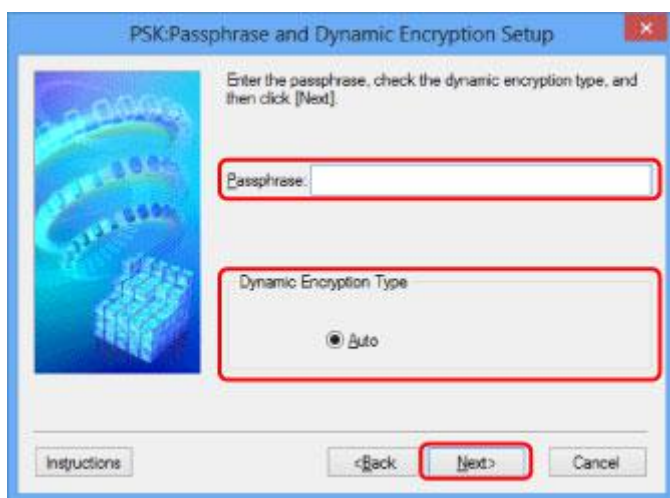 PSK:Passphrase and Dynamic Encryption Setup
Enter the passphrase, check the dynamic encryption type, and
then click [Next].
Passphrase:
Dynamic Encryption Type
Auto
Instructions
<Back
Next>
Cancel